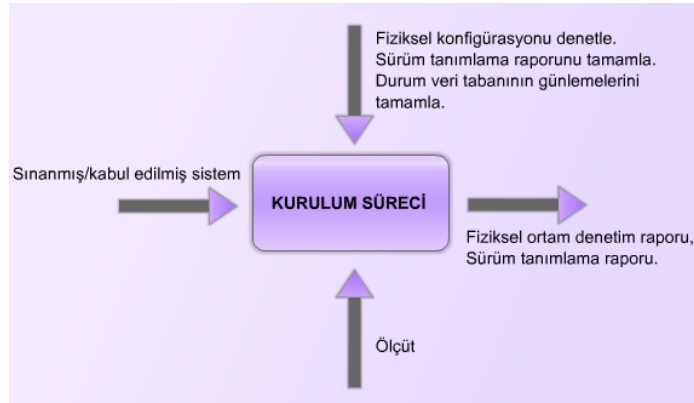 Fiziksel konfigürasyonu denetle.
Sürüm tanımlama raporunu tamamla.
Durum veri tabanının günlemelerini
tamamla.
Sınanmış/kabul edilmiş sistem
KURULUM SÜRECİ
Fiziksel ortam denetim raporu,
Sürüm tanımlama raporu.
Ölçüt